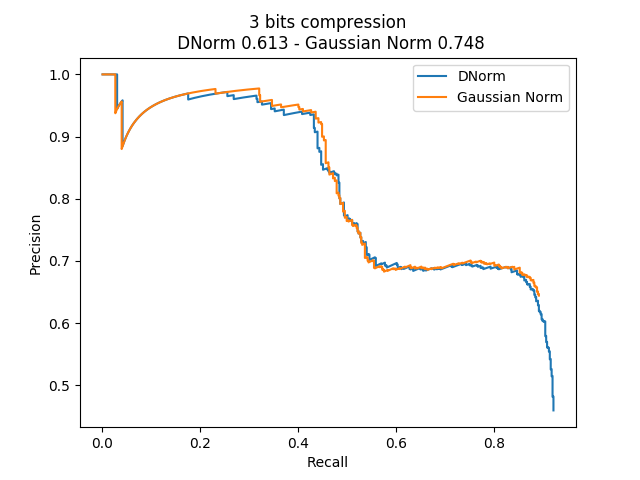 3 bits compression
DNorm 0.613 - Gaussian Norm 0.748
DNorm
Gaussian Norm
1.0
0.9
0.8
0.7
0.6
0.5
Precision
0.0
0.2
0.4
0.6
0.8
Recall